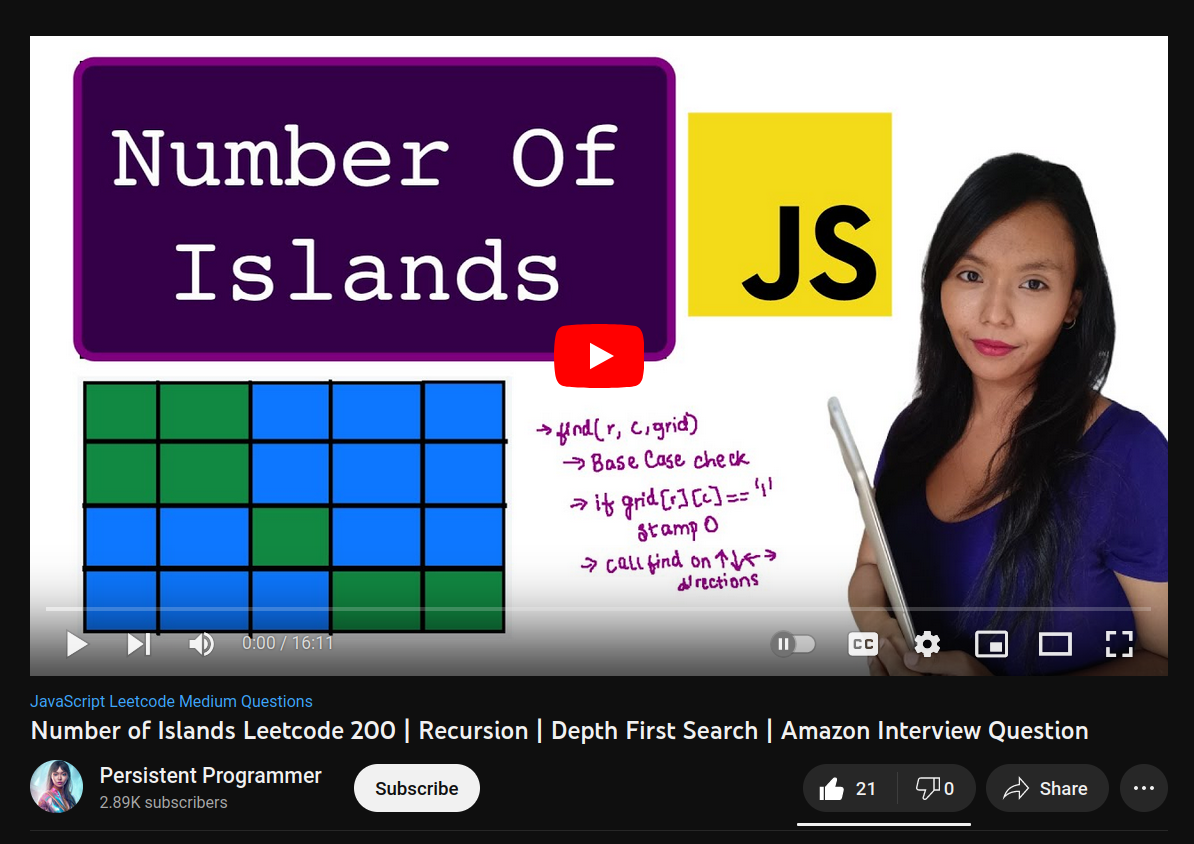 Number Of
Islands
JS
→ find(r, c, grid)
→ Base Case check
→ if grid[r][c] == '1'
stamp 0
→ call find on ↑↓←→
directions
0:00 / 16:11
CC
JavaScript Leetcode Medium Questions
Number of Islands Leetcode 200 | Recursion | Depth First Search | Amazon Interview Question
Persistent Programmer
2.89K subscribers
Subscribe
21
0
Share